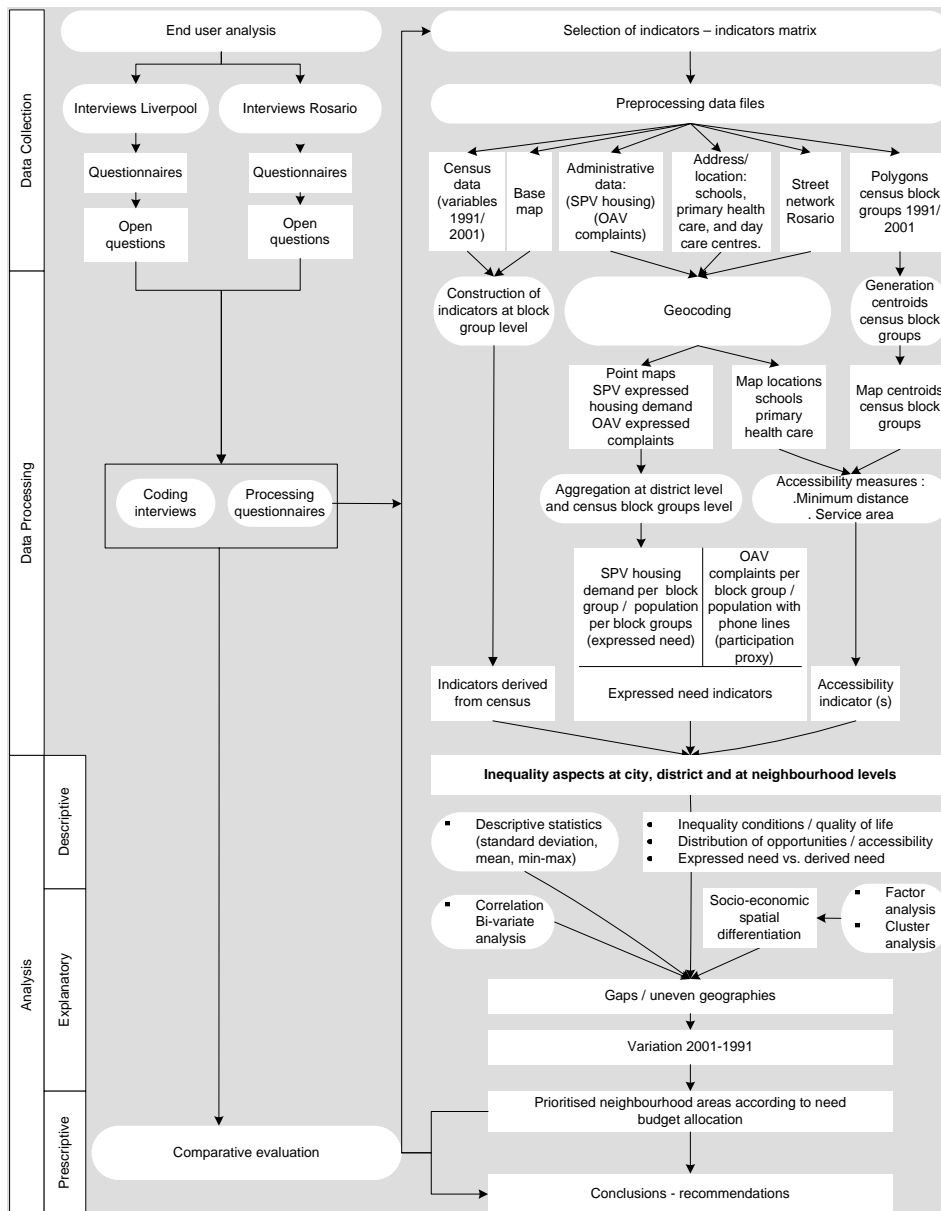 Data Collection
End user analysis
Interviews Liverpool
Interviews Rosario
Questionnaires
Questionnaires
Open
questions
Open
questions
Selection of indicators – indicators matrix
Preprocessing data files
Census
data
(variables
1991/
2001)
Base
map
Administrative
data:
(SPV housing)
(OAV
complaints)
Address/
location:
schools,
primary health
care, and day
care centres.
Street
network
Rosario
Polygons
census block
groups 1991/
2001
Data Processing
Construction of
indicators at block
group level
Geocoding
Generation
centroids
census block
groups
Point maps
SPV expressed
housing demand
OAV expressed
complaints
Map locations
schools
primary
health care
Map centroids
census block
groups
Coding
interviews
Processing
questionnaires
Aggregation at district level
and census block groups level
Accessibility measures :
.Minimum distance
. Service area
SPV housing
demand per block
group / population
per block groups
(expressed need)
OAV
complaints per
block group /
population with
phone lines
(participation
proxy)
Indicators derived
from census
Expressed need indicators
Accessibility
indicator (s)
Analysis
Descriptive
Inequality aspects at city, district and at neighbourhood levels
▪ Descriptive statistics
(standard deviation,
mean, min-max)
• Inequality conditions / quality of life
• Distribution of opportunities / accessibility
• Expressed need vs. derived need
Explanatory
▪ Correlation
Bi-variate
analysis
Socio-economic
spatial
differentiation
▪ Factor
analysis
▪ Cluster
analysis
Gaps / uneven geographies
Variation 2001-1991
Prescriptive
Prioritised neighbourhood areas according to need
budget allocation
Comparative evaluation
Conclusions - recommendations